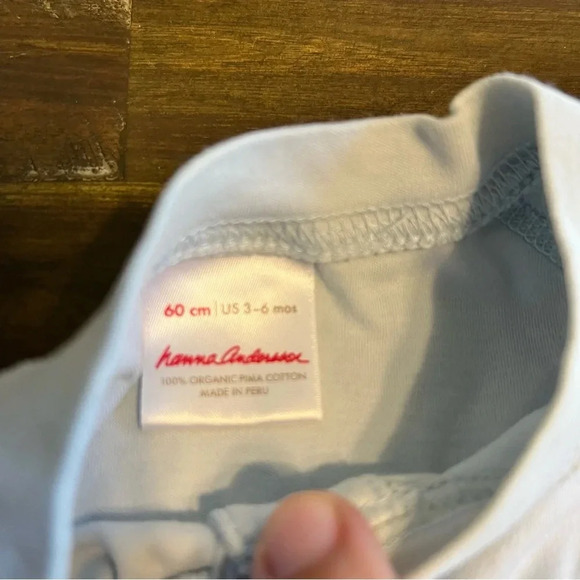 60 cm | US 3-6 mos
hanna andersson
100% ORGANIC PIMA COTTON
MADE IN PERU